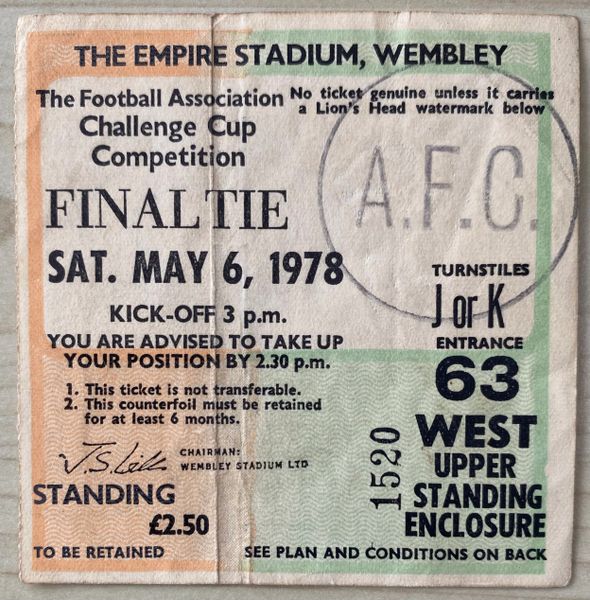 THE EMPIRE STADIUM, WEMBLEY
The Football Association
Challenge Cup
Competition
No ticket genuine unless it carries
a Lion's Head watermark below
A.F.C.
FINAL TIE
SAT. MAY 6, 1978
KICK-OFF 3 p.m.
YOU ARE ADVISED TO TAKE UP
YOUR POSITION BY 2.30 p.m.
1. This ticket is not transferable.
2. This counterfoil must be retained
for at least 6 months.
CHAIRMAN:
WEMBLEY STADIUM LTD
STANDING
£2.50
TO BE RETAINED
TURNSTILES
J or K
ENTRANCE
63
WEST
UPPER
STANDING
ENCLOSURE
1520
SEE PLAN AND CONDITIONS ON BACK